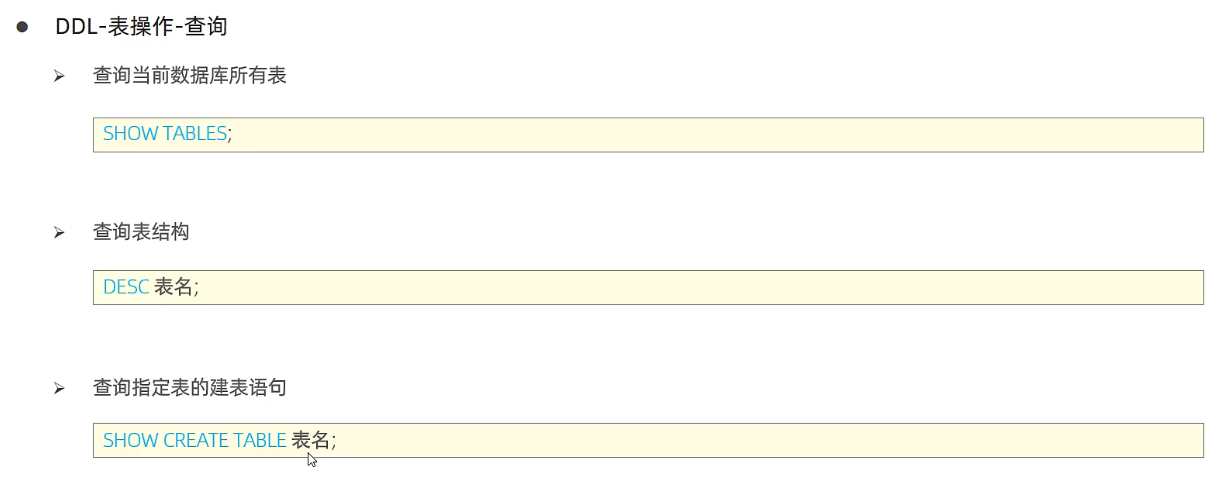 DDL-表操作-查询
查询当前数据库所有表
SHOW TABLES;
查询表结构
DESC 表名;
查询指定表的建表语句
SHOW CREATE TABLE 表名;